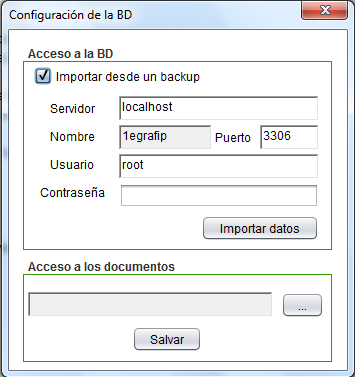 Configuración de la BD
Acceso a la BD
Importar desde un backup
Servidor localhost
Nombre 1egrafip Puerto 3306
Usuario root
Contraseña
Importar datos
Acceso a los documentos
...
Salvar